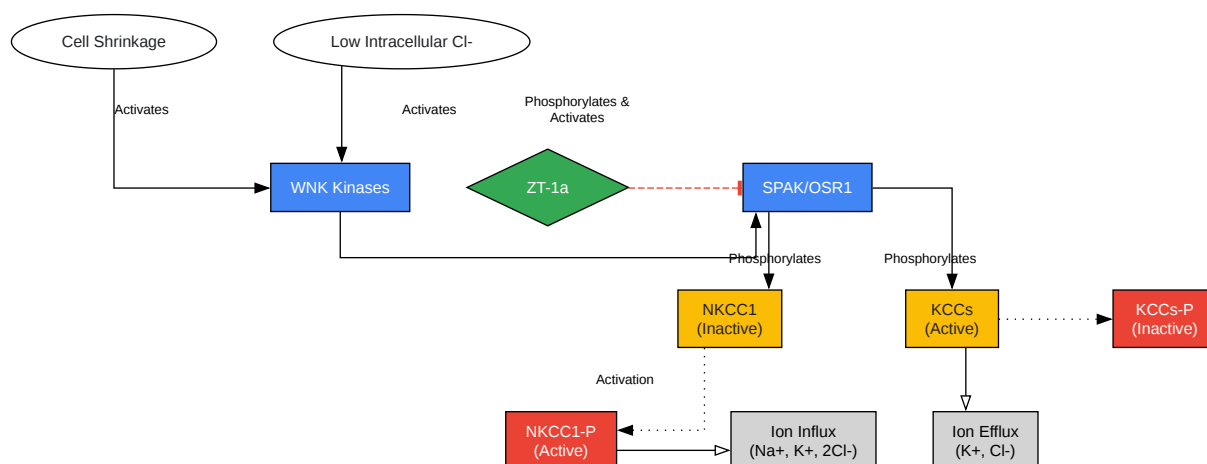 Cell Shrinkage
Low Intracellular Cl-
Activates
Activates
Phosphorylates &
Activates
WNK Kinases
ZT-1a
SPAK/OSR1
Phosphorylates
Phosphorylates
NKCC1
(Inactive)
KCCs
(Active)
KCCs-P
(Inactive)
Activation
NKCC1-P
(Active)
Ion Influx
(Na+, K+, 2Cl-)
Ion Efflux
(K+, Cl-)